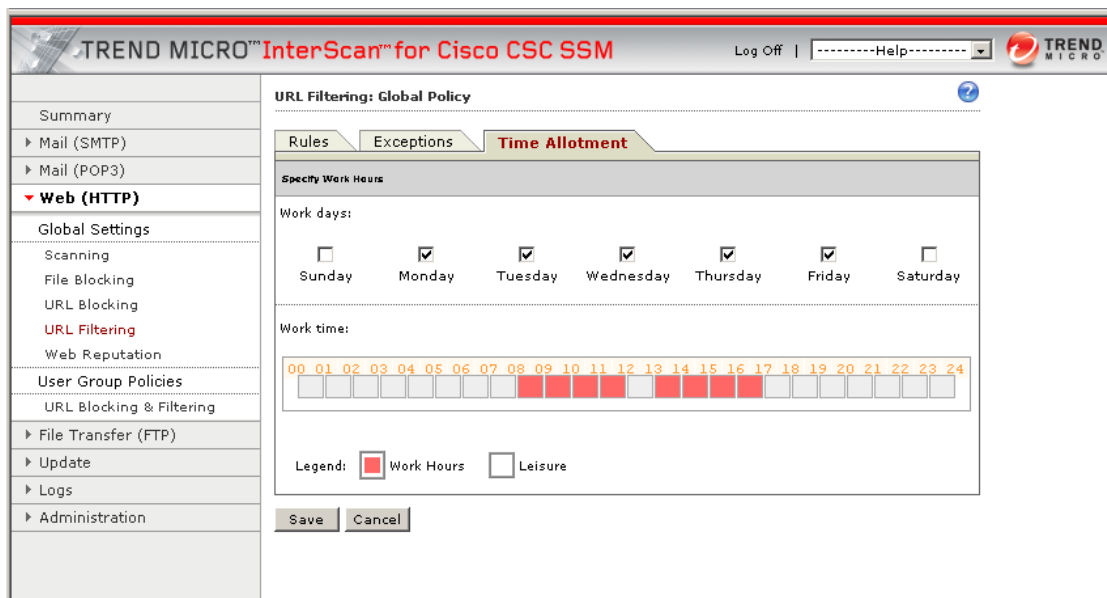 TREND MICRO™ InterScan™ for Cisco CSC SSM
Log Off | ---------Help---------
TREND MICRO
Summary
Mail (SMTP)
Mail (POP3)
Web (HTTP)
Global Settings
Scanning
File Blocking
URL Blocking
URL Filtering
Web Reputation
User Group Policies
URL Blocking & Filtering
File Transfer (FTP)
Update
Logs
Administration
URL Filtering: Global Policy
?
Rules Exceptions Time Allotment
Specify Work Hours
Work days:
Sunday Monday Tuesday Wednesday Thursday Friday Saturday
Work time:
00 01 02 03 04 05 06 07 08 09 10 11 12 13 14 15 16 17 18 19 20 21 22 23 24
Legend: Work Hours Leisure
Save Cancel